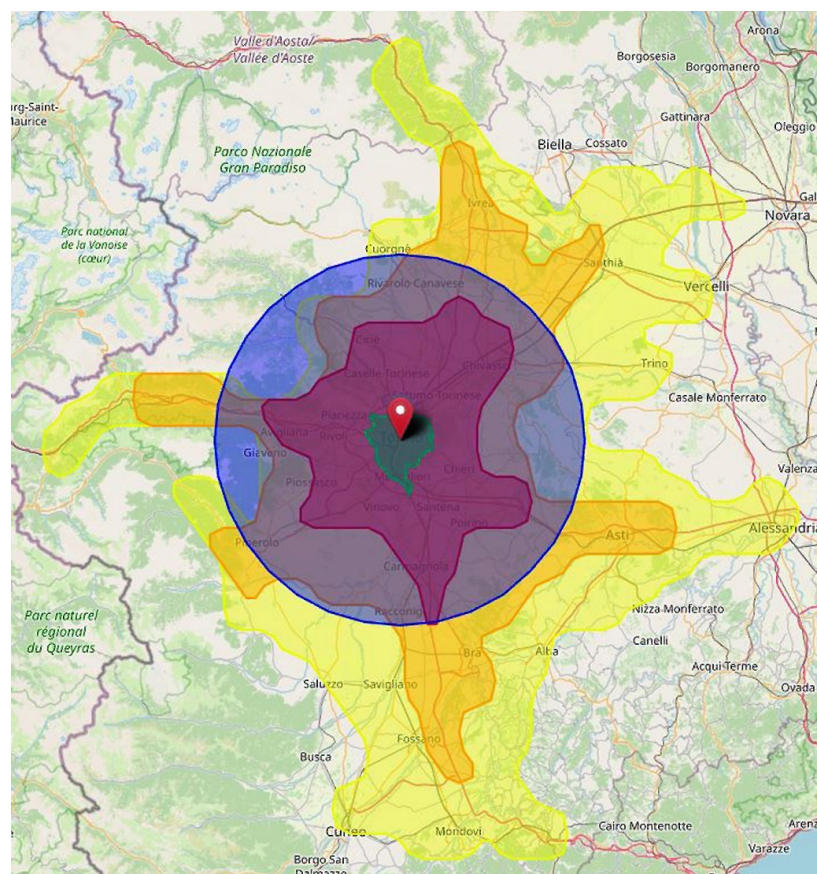 Arona
Valle d'Aosta/
Vallée d'Aoste
Borgosesia
Borgomanero
rg-Saint-
Maurice
Gattinara
Oleggio
Biella
Cossato
Parco Nazionale
Gran Paradiso
Ivrea
Gal
Novara
Parc national
de la Vanoise
(cœur)
Cuorgnè
Santhià
Rivarolo Canavese
Vercelli
Ciriè
Caselle Torinese
Chivasso
Trino
Settimo Torinese
Casale Monferrato
Pianezza
Avigliana
Rivoli
Giaveno
Chieri
Valenza
Piossasco
Moncalieri
Vinovo
Santena
Poirino
Alessandria
Asti
Pinerolo
Carmagnola
Racconigi
Nizza Monferrato
Parc naturel
régional
du Queyras
Canelli
Bra
Alba
Acqui Terme
Saluzzo
Savigliano
Ovada
Fossano
Busca
Cuneo
Mondovì
Cairo Montenotte
Aren
Varazze
Borgo San
Dalmazzo